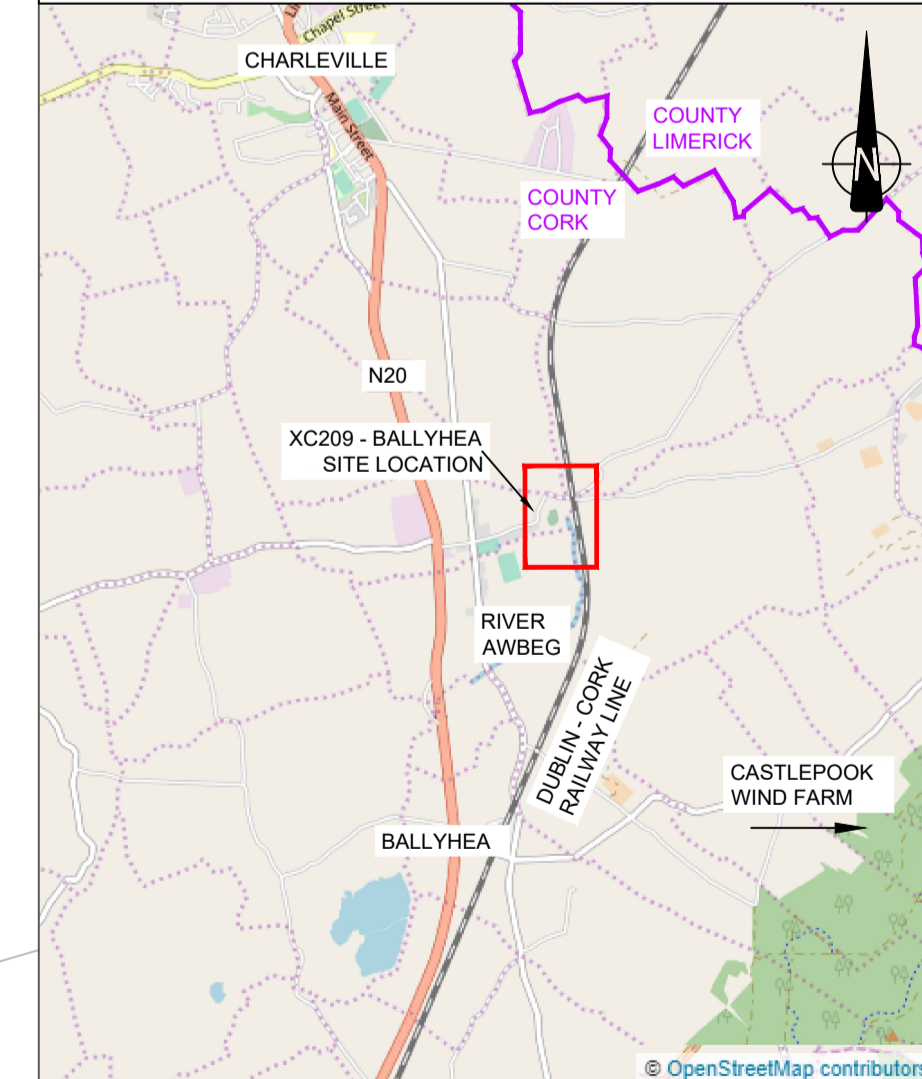 Chapel Street
CHARLEVILLE
Main Street
COUNTY
LIMERICK
N
COUNTY
CORK
N20
XC209 - BALLYHEA
SITE LOCATION
RIVER
AWBEG
DUBLIN - CORK
RAILWAY LINE
CASTLEPOOK
WIND FARM
BALLYHEA
© OpenStreetMap contributors